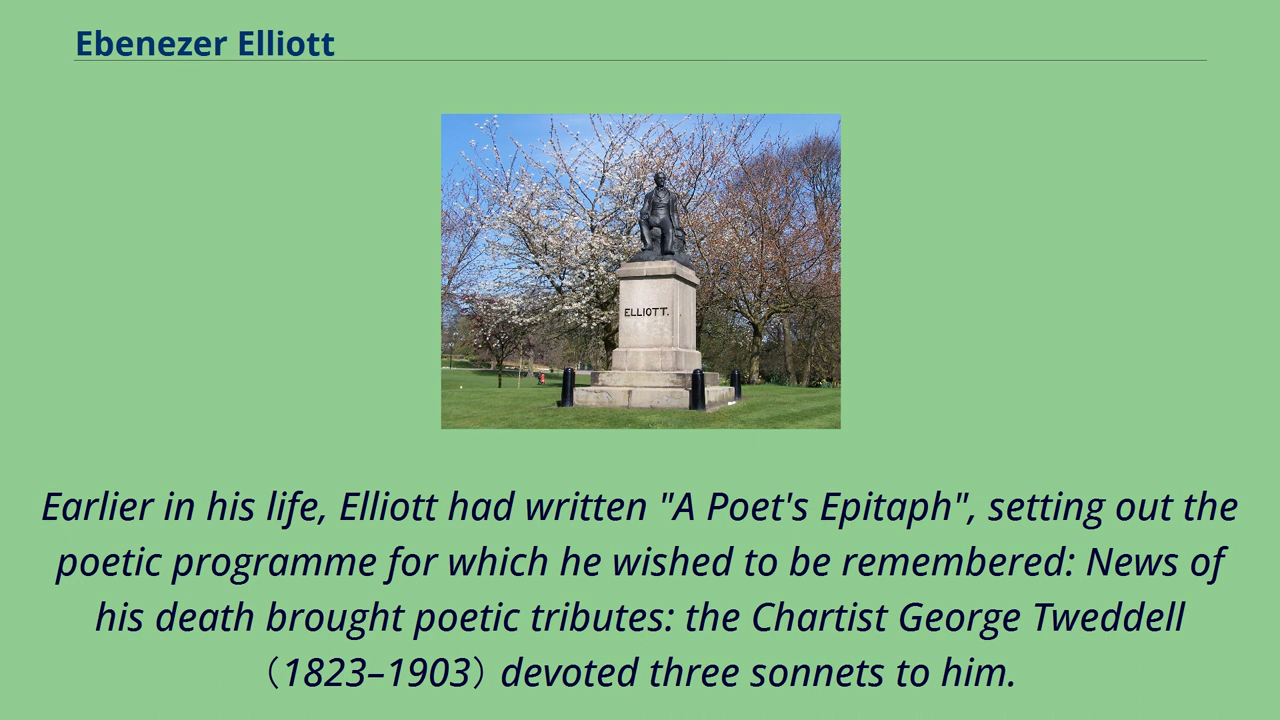 Ebenezer Elliott
ELLIOTT.
Earlier in his life, Elliott had written "A Poet's Epitaph", setting out the
poetic programme for which he wished to be remembered: News of
his death brought poetic tributes: the Chartist George Tweddell
（1823–1903）devoted three sonnets to him.